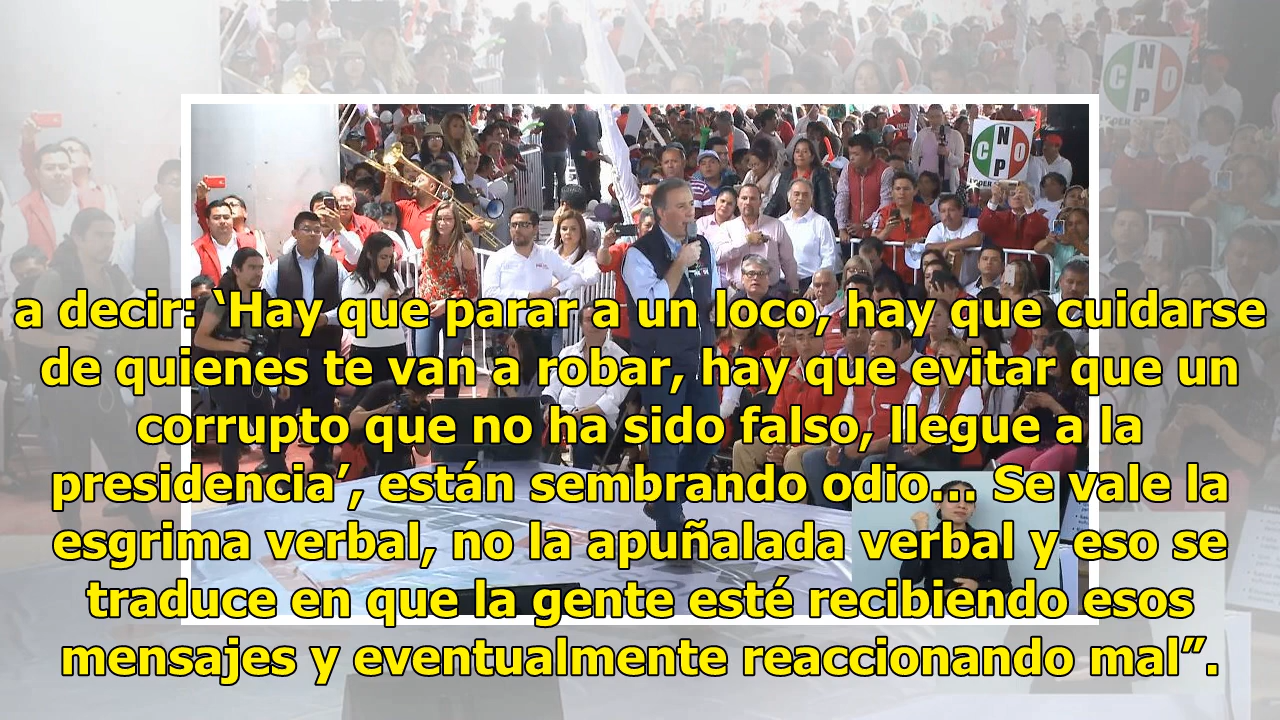 CNOP
CNOP
a decir: ‘Hay que parar a un loco, hay que cuidarse
de quienes te van a robar, hay que evitar que un
corrupto que no ha sido falso, llegue a la
presidencia’, están sembrando odio... Se vale la
esgrima verbal, no la apuñalada verbal y eso se
traduce en que la gente esté recibiendo esos
mensajes y eventualmente reaccionando mal”.